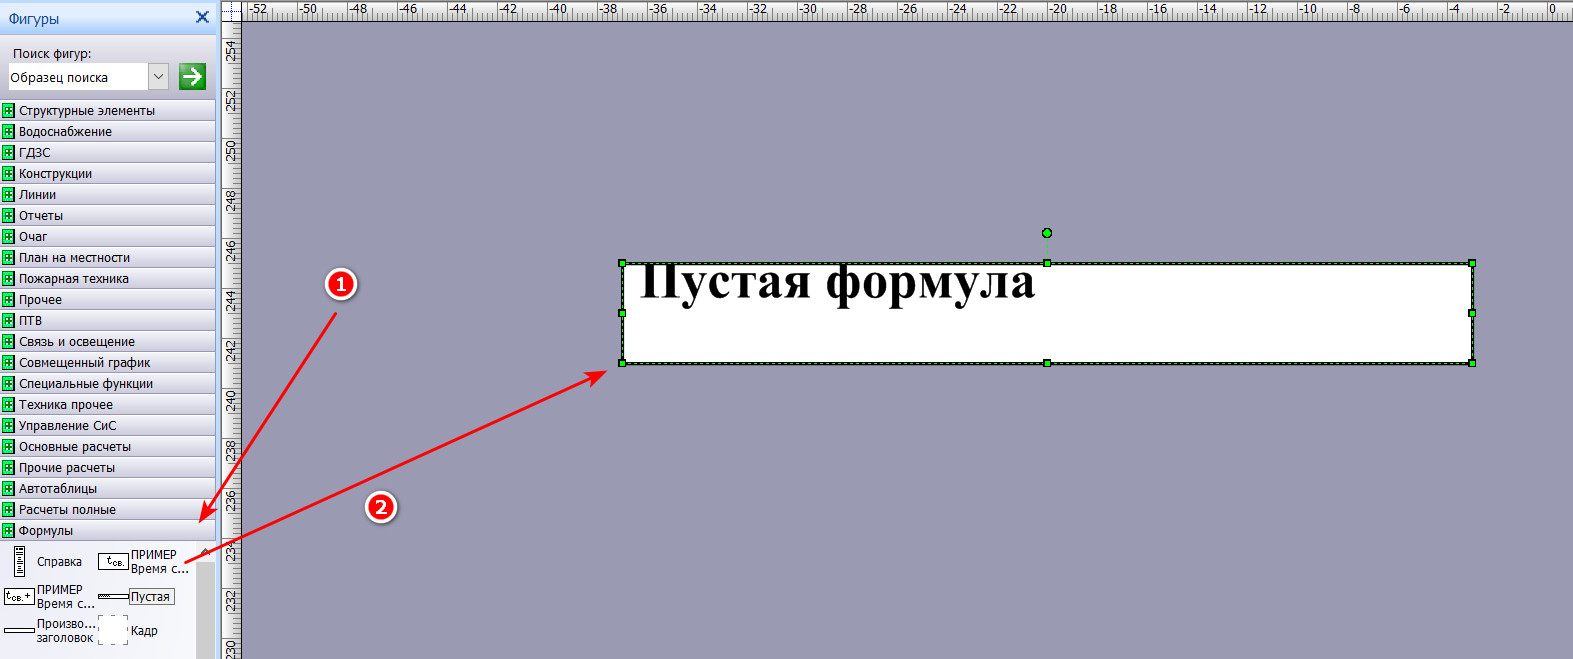 Фигуры
Поиск фигур:
Образец поиска
Структурные элементы
Водоснабжение
ГДЗС
Конструкции
Линии
Отчеты
Очаг
План на местности
Пожарная техника
Прочее
ПТВ
Связь и освещение
Совмещенный график
Специальные функции
Техника прочее
Управление СиС
Основные расчеты
Прочие расчеты
Автотаблицы
Расчеты полные
Формулы
Справка
tсв.
ПРИМЕР
Время с...
tсв.+
ПРИМЕР
Время с...
Пустая
Произво...
заголовок
Кадр
-52 -50 -48 -46 -44 -42 -40 -38 -36 -34 -32 -30 -28 -26 -24 -22 -20 -18 -16 -14 -12 -10 -8 -6 -4 -2 0
254
252
250
248
246
244
242
240
238
236
234
232
230
1
2
Пустая формула